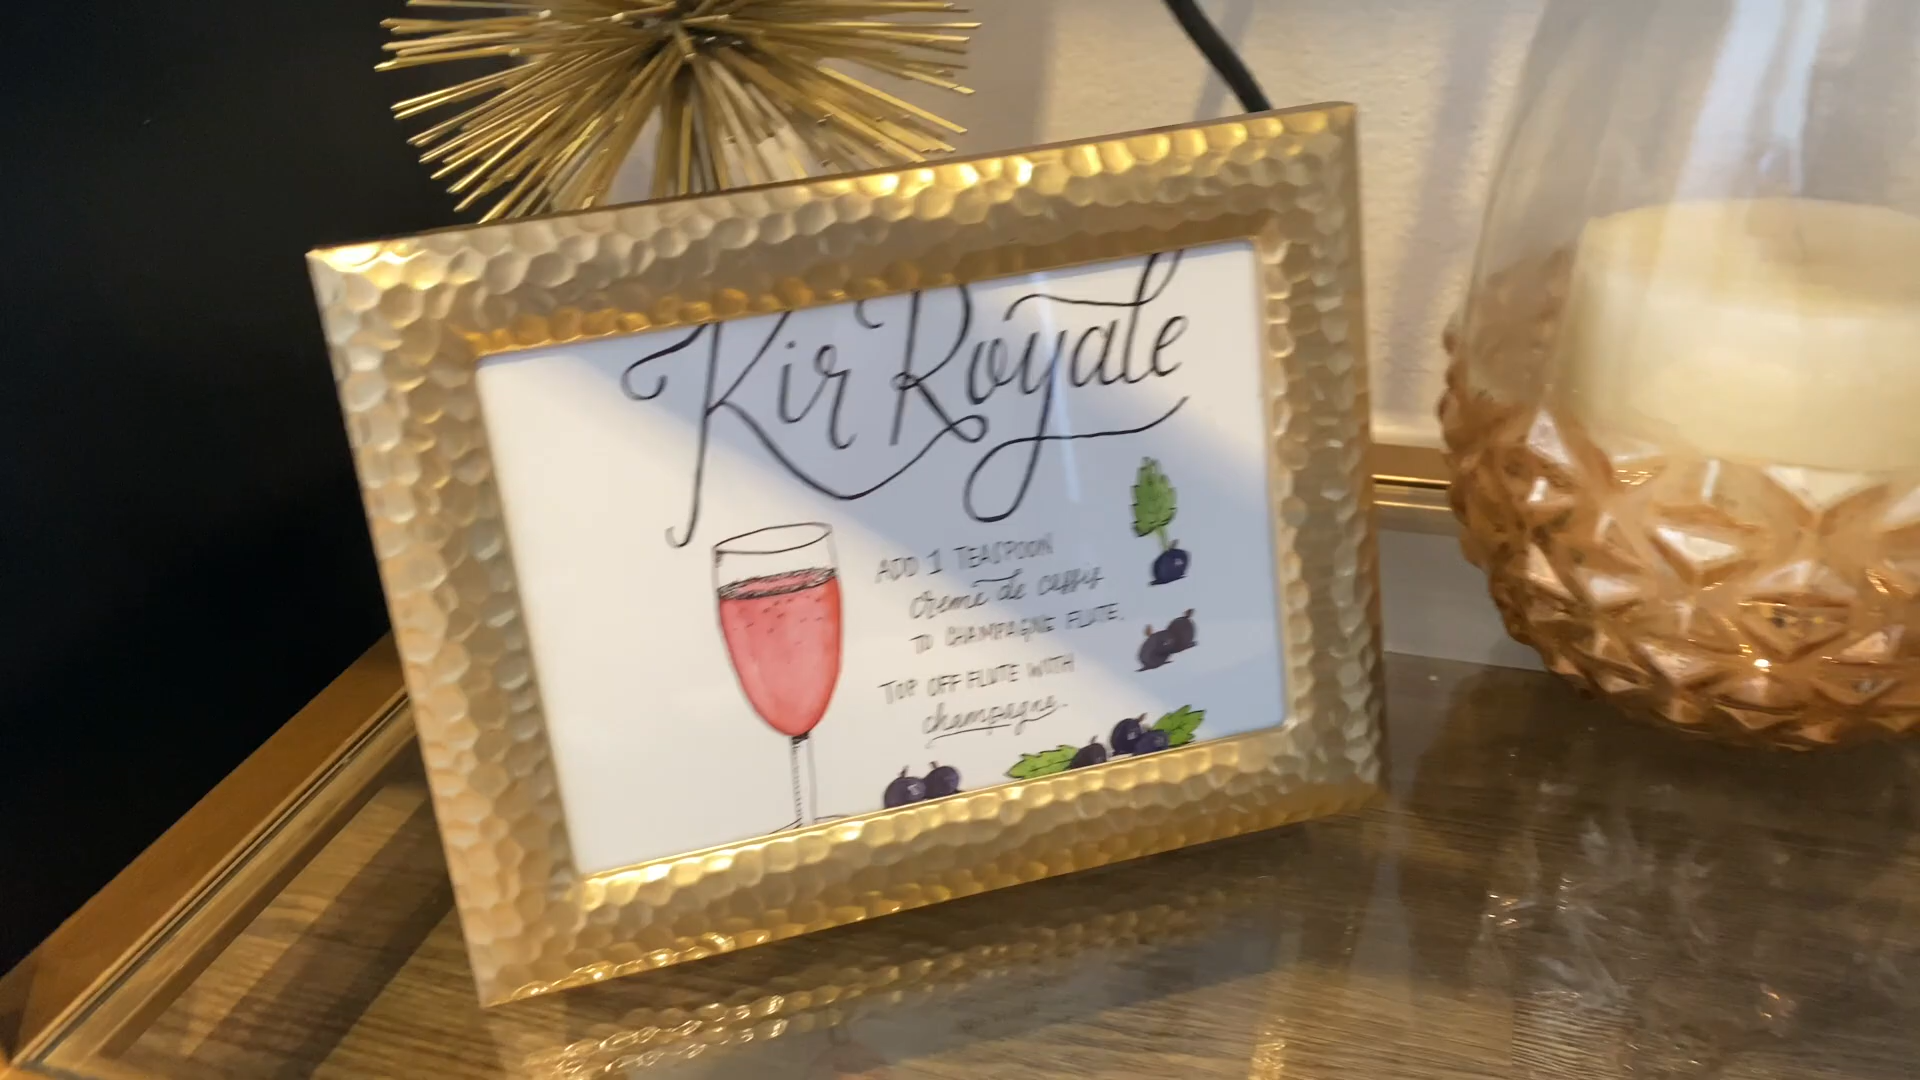 Kir Royale
ADD 1 TEASPOON
creme de cassis
TO CHAMPAGNE FLUTE.
TOP OFF FLUTE WITH
champagne.